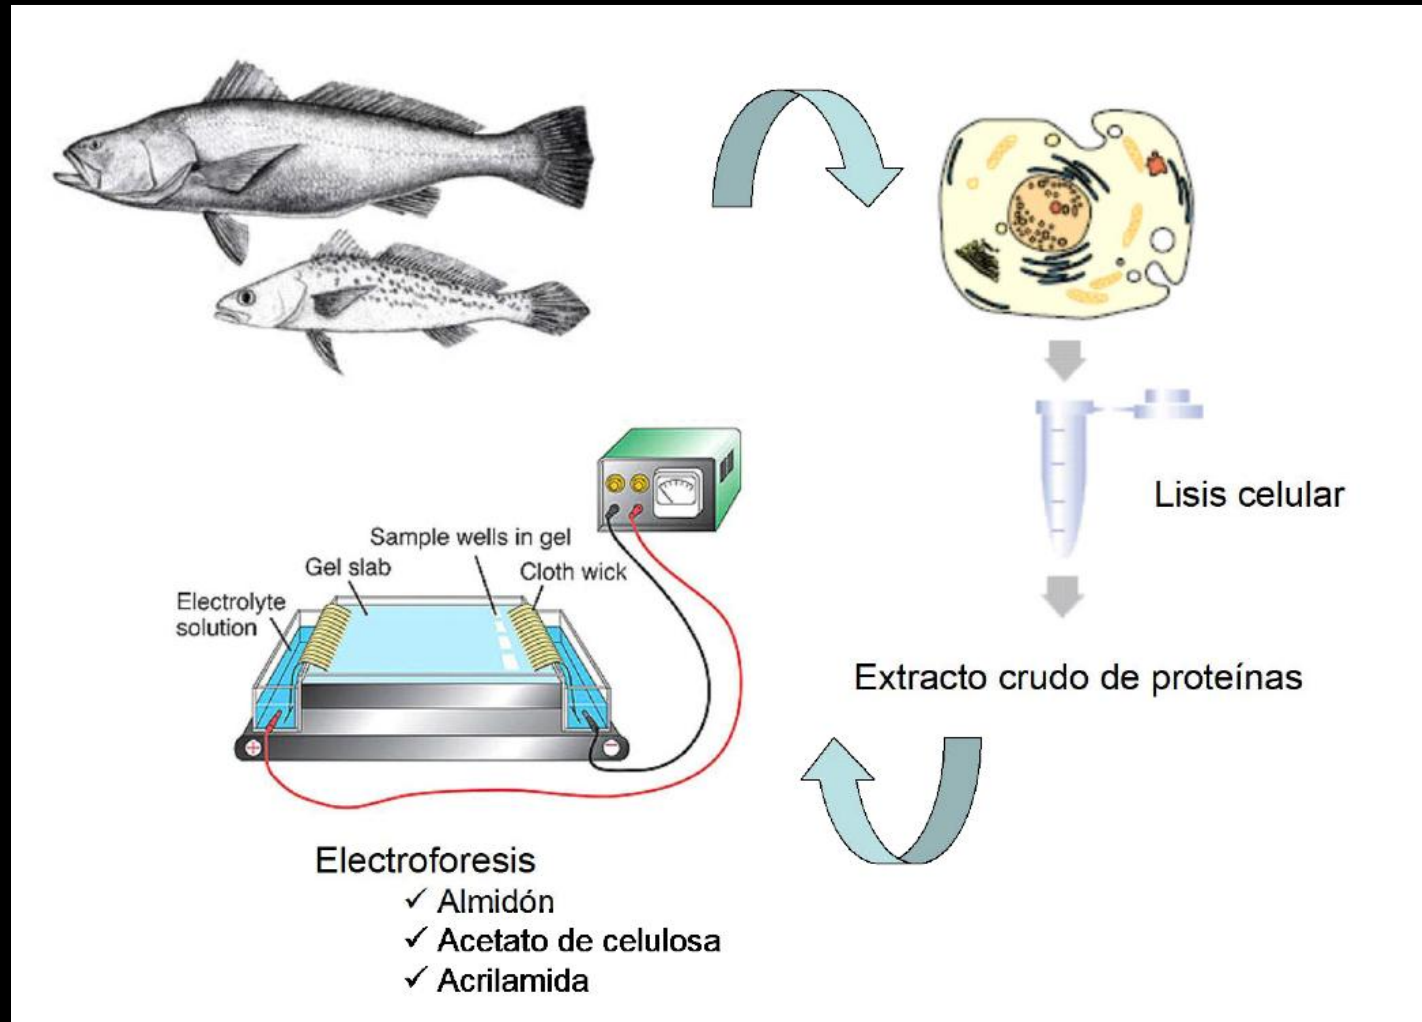 Lisis celular
Sample wells in gel
Gel slab
Cloth wick
Electrolyte
solution
Extracto crudo de proteínas
+
−
Electroforesis
✓ Almidón
✓ Acetato de celulosa
✓ Acrilamida